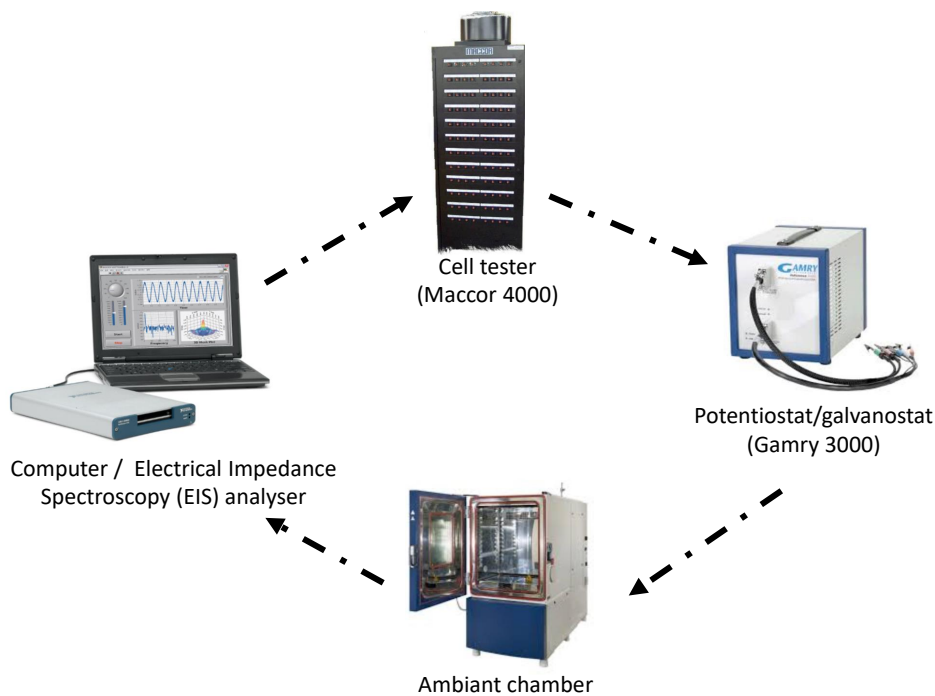 Cell tester
(Maccor 4000)
GAMRY
Potentiostat/galvanostat
(Gamry 3000)
Computer / Electrical Impedance
Spectroscopy (EIS) analyser
Ambiant chamber